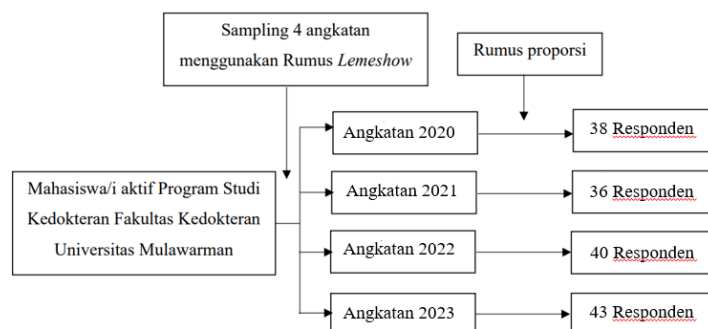 Sampling 4 angkatan
menggunakan Rumus Lemeshow
Rumus proporsi
Angkatan 2020
38 Responden
Mahasiswa/i aktif Program Studi
Kedokteran Fakultas Kedokteran
Universitas Mulawarman
Angkatan 2021
36 Responden
Angkatan 2022
40 Responden
Angkatan 2023
43 Responden